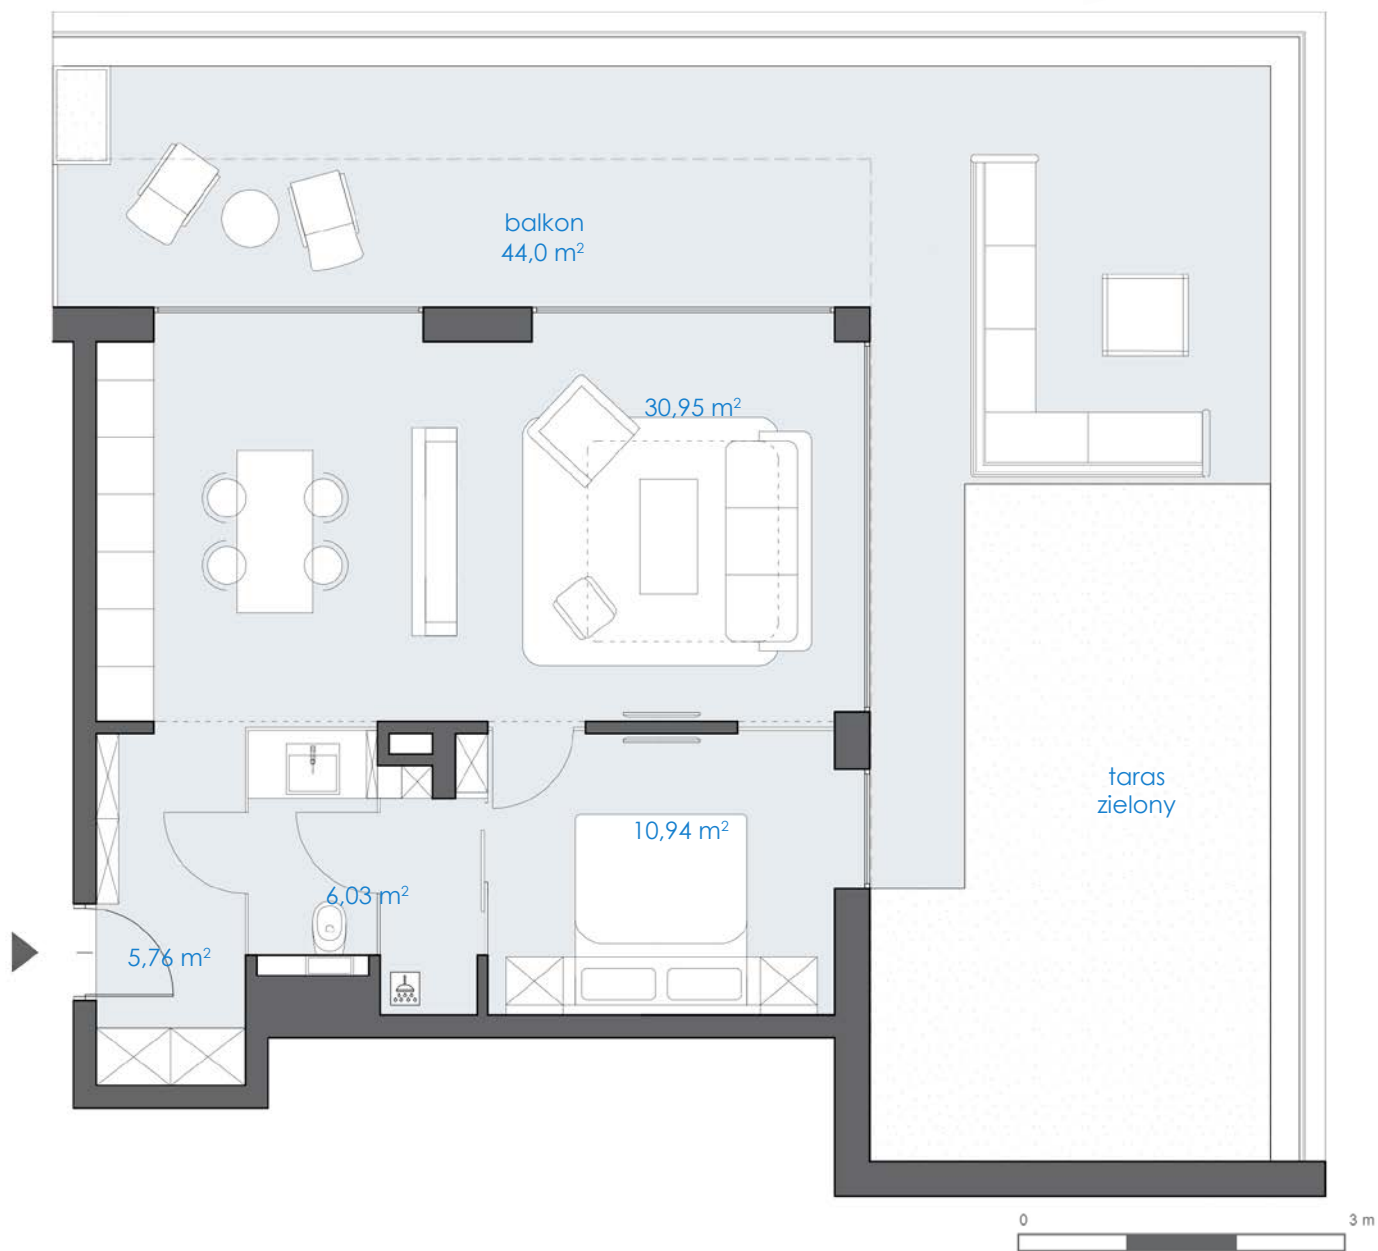 balkon
44,0 m²
30,95 m²
taras
zielony
10,94 m²
6,03 m²
5,76 m²
0 3 m